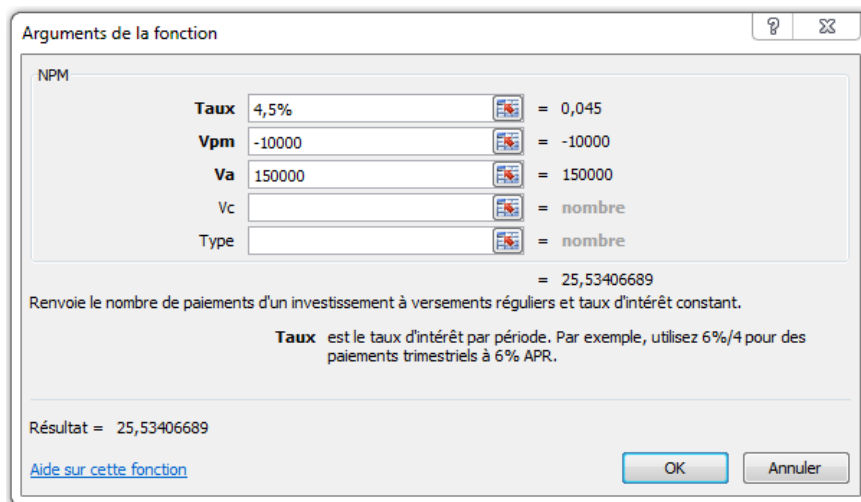 Arguments de la fonction
NPM
Taux 4,5% = 0,045
Vpm -10000 = -10000
Va 150000 = 150000
Vc = nombre
Type = nombre
= 25,53406689
Renvoie le nombre de paiements d'un investissement à versements réguliers et taux d'intérêt constant.
Taux est le taux d'intérêt par période. Par exemple, utilisez 6%/4 pour des
paiements trimestriels à 6% APR.
Résultat = 25,53406689
Aide sur cette fonction OK Annuler